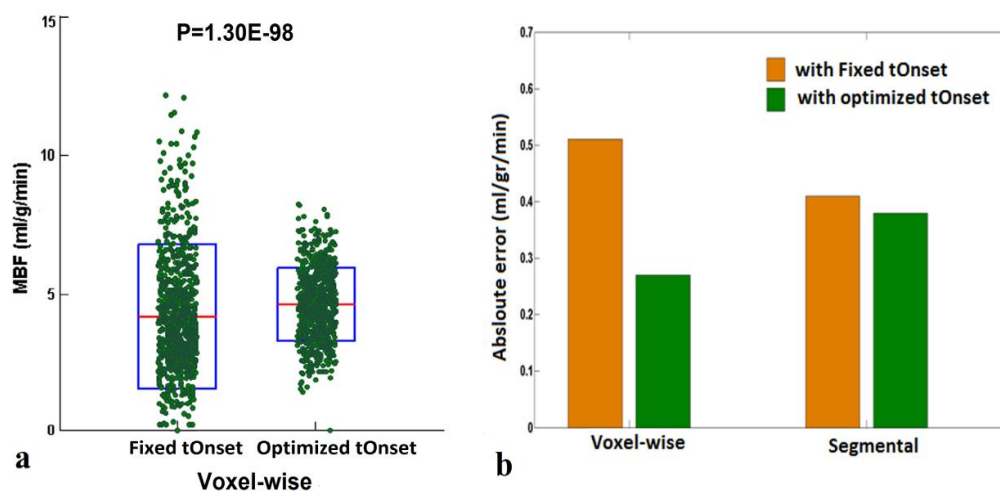 P=1.30E-98
15
10
5
0
MBF (ml/g/min)
Fixed tOnset
Optimized tOnset
Voxel-wise
a
0.7
0.6
0.5
0.4
0.3
0.2
0.1
0
Absloute error (ml/gr/min)
with Fixed tOnset
with optimized tOnset
Voxel-wise
Segmental
b